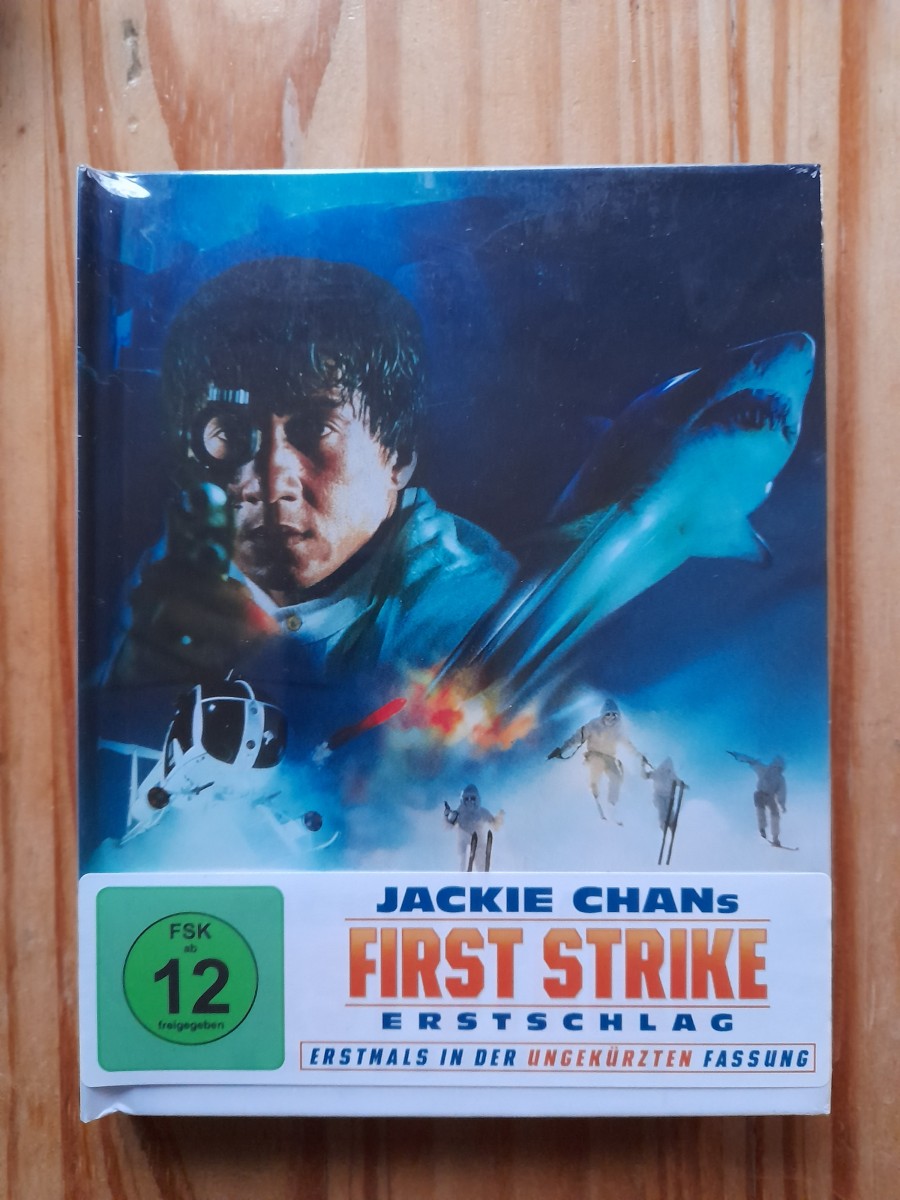 JACKIE CHANs
FIRST STRIKE
ERSTSCHLAG
ERSTMALS IN DER UNGEKÜRZTEN FASSUNG
FSK
ab
12
freigegeben